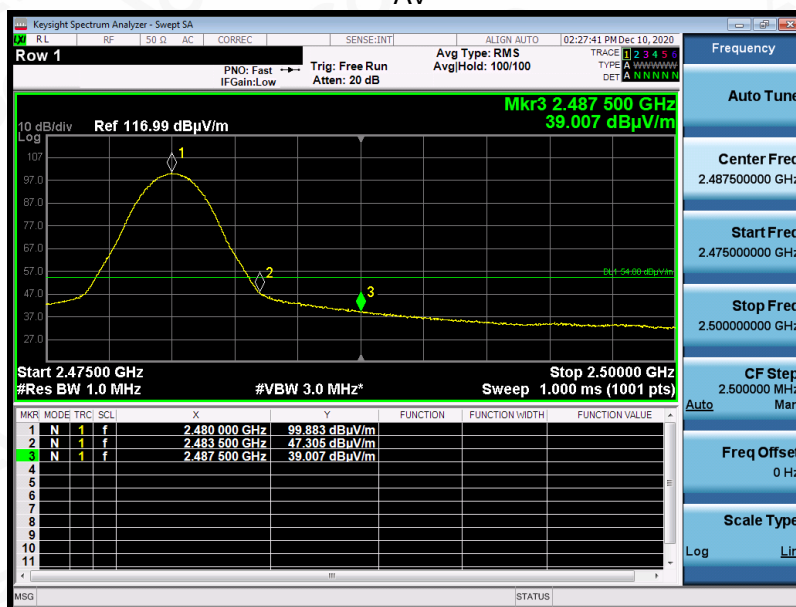 AV
Keysight Spectrum Analyzer - Swept SA
LXI RL RF 50 Ω AC CORREC SENSE:INT ALIGN AUTO 02:27:41 PM Dec 10, 2020
Row 1
PNO: Fast
IFGain:Low
Trig: Free Run
Atten: 20 dB
Avg Type: RMS
Avg|Hold: 100/100
TRACE 1 2 3 4 5 6
TYPE A WWWWW
DET A N N N N N
Mkr3 2.487 500 GHz
39.007 dBµV/m
10 dB/div Ref 116.99 dBµV/m
Log
107
97.0
87.0
77.0
67.0
57.0
47.0
37.0
27.0
1
2
3
DL1 54.00 dBµV/m
Start 2.47500 GHz Stop 2.50000 GHz
#Res BW 1.0 MHz #VBW 3.0 MHz* Sweep 1.000 ms (1001 pts)
MKR MODE TRC SCL X Y FUNCTION FUNCTION WIDTH FUNCTION VALUE
1 N 1 f 2.480 000 GHz 99.883 dBµV/m
2 N 1 f 2.483 500 GHz 47.305 dBµV/m
3 N 1 f 2.487 500 GHz 39.007 dBµV/m
4
5
6
7
8
9
10
11
MSG STATUS
Frequency
Auto Tune
Center Freq
2.487500000 GHz
Start Freq
2.475000000 GHz
Stop Freq
2.500000000 GHz
CF Step
2.500000 MHz
Auto Man
Freq Offset
0 Hz
Scale Type
Log Lin